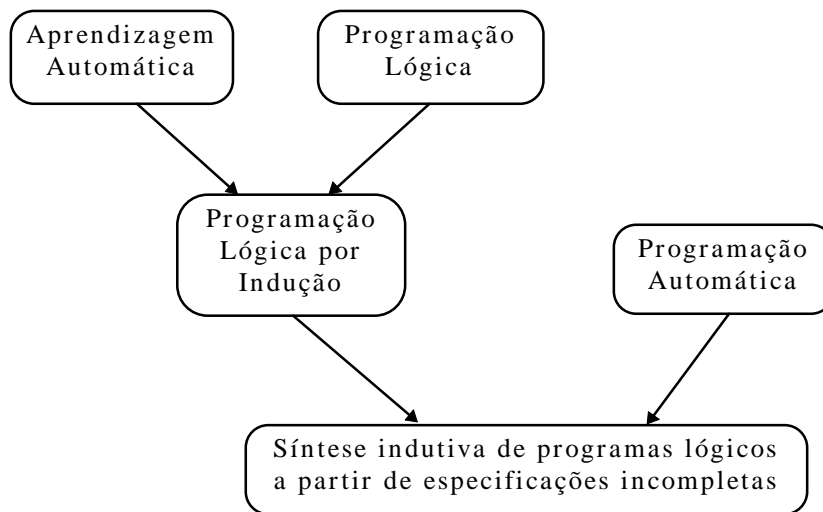 Aprendizagem
Automática
Programação
Lógica
Programação
Lógica por
Indução
Programação
Automática
Síntese indutiva de programas lógicos
a partir de especificações incompletas